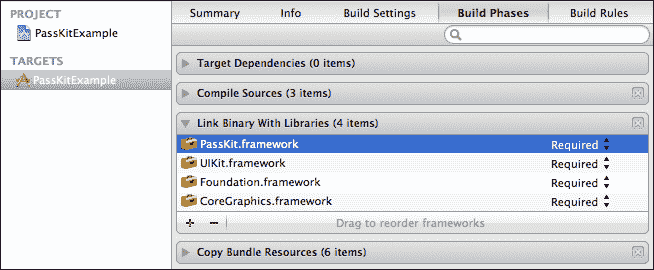 PROJECT
PassKitExample
TARGETS
PassKitExample
Summary Info Build Settings Build Phases Build Rules
Target Dependencies (0 items)
Compile Sources (3 items)
Link Binary With Libraries (4 items)
PassKit.framework Required
UIKit.framework Required
Foundation.framework Required
CoreGraphics.framework Required
+ − Drag to reorder frameworks
Copy Bundle Resources (6 items)